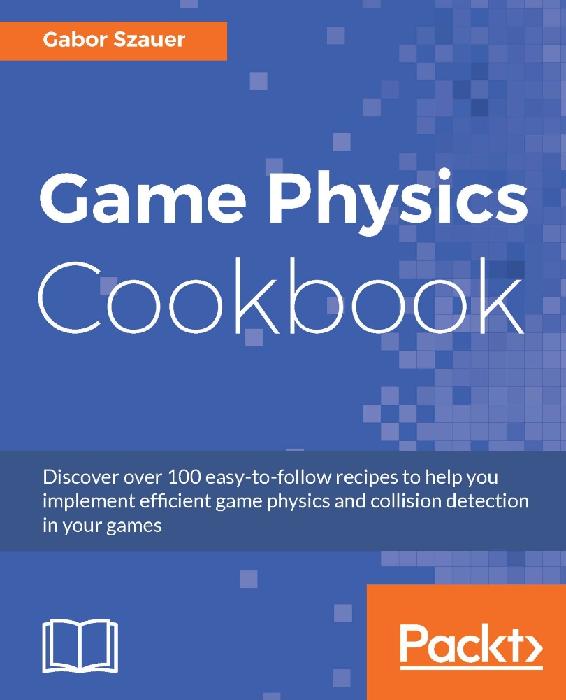 Gabor Szauer
Game Physics
Cookbook
Discover over 100 easy-to-follow recipes to help you
implement efficient game physics and collision detection
in your games
Packt>